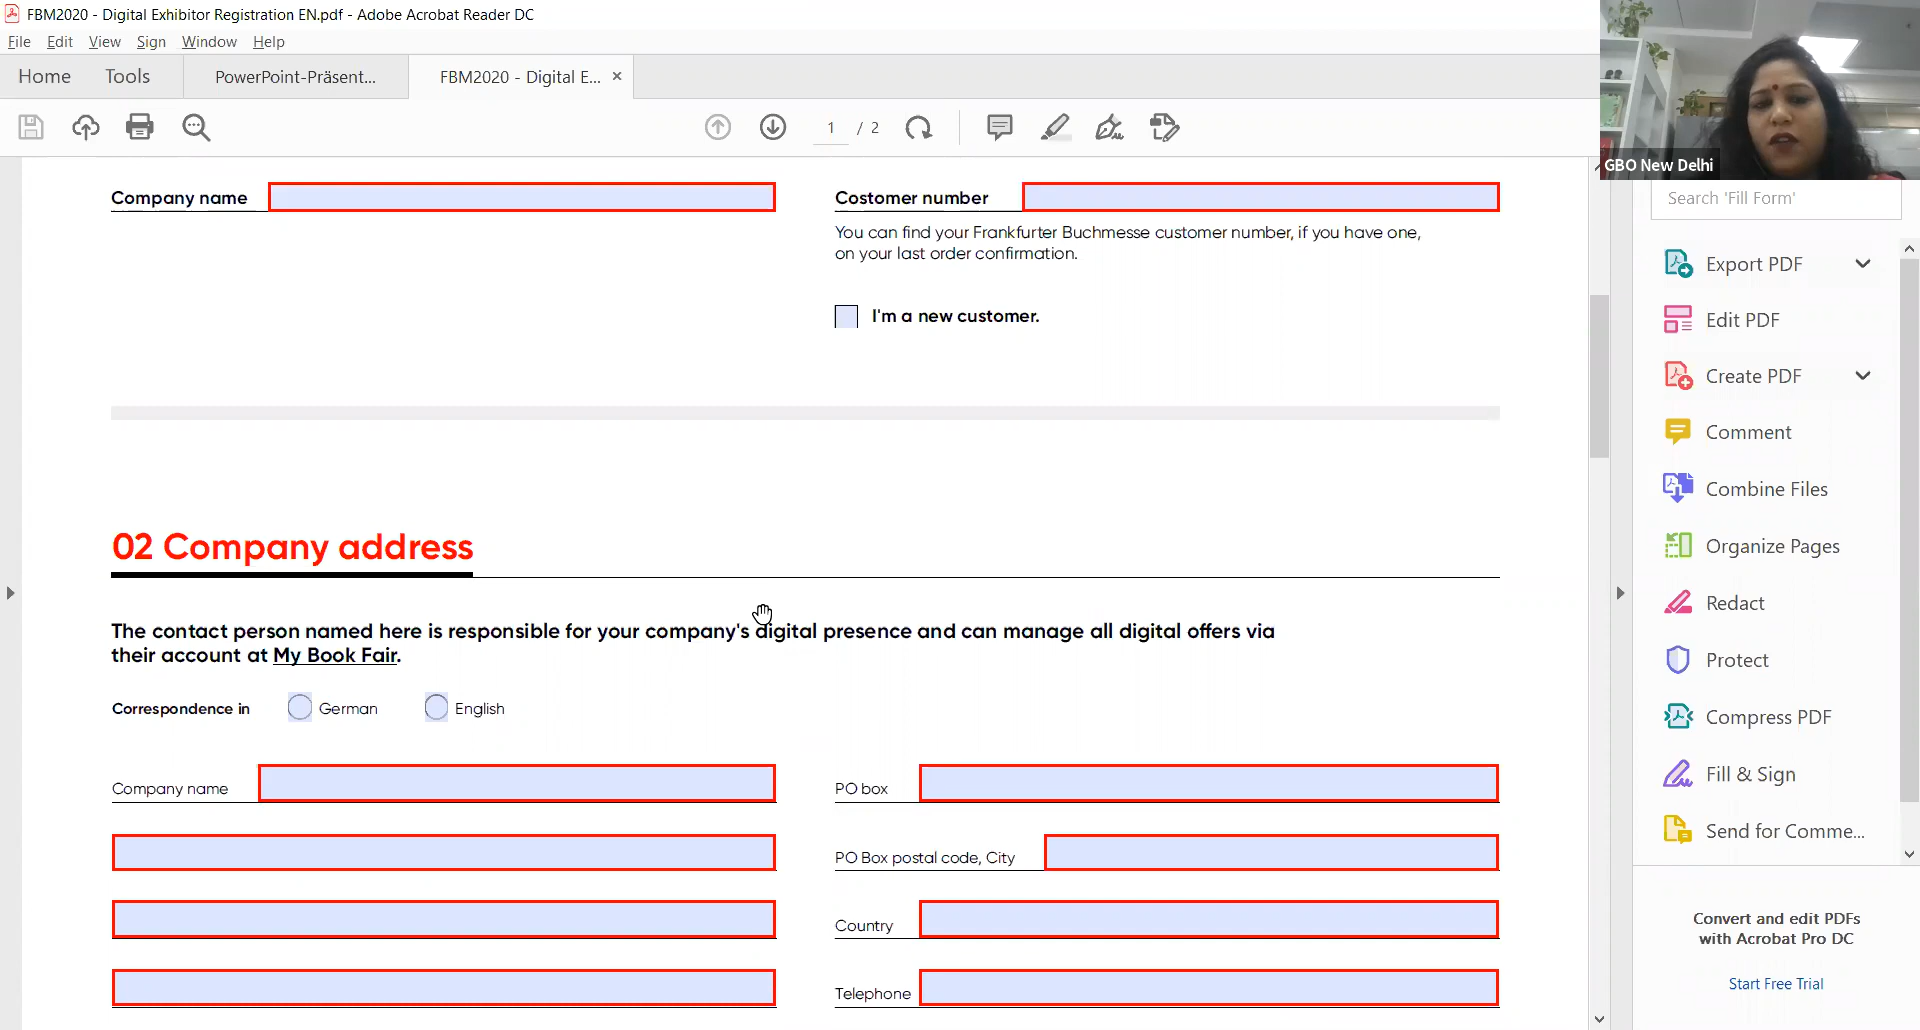 FBM2020 - Digital Exhibitor Registration EN.pdf - Adobe Acrobat Reader DC
File Edit View Sign Window Help
Home Tools PowerPoint-Präsent... FBM2020 - Digital E... ×
1 / 2
GBO New Delhi
Search 'Fill Form'
Company name
Costomer number
You can find your Frankfurter Buchmesse customer number, if you have one,
on your last order confirmation.
I'm a new customer.
02 Company address
The contact person named here is responsible for your company's digital presence and can manage all digital offers via
their account at My Book Fair.
Correspondence in German English
Company name
PO box
PO Box postal code, City
Country
Telephone
Export PDF
Edit PDF
Create PDF
Comment
Combine Files
Organize Pages
Redact
Protect
Compress PDF
Fill & Sign
Send for Comme...
Convert and edit PDFs
with Acrobat Pro DC
Start Free Trial